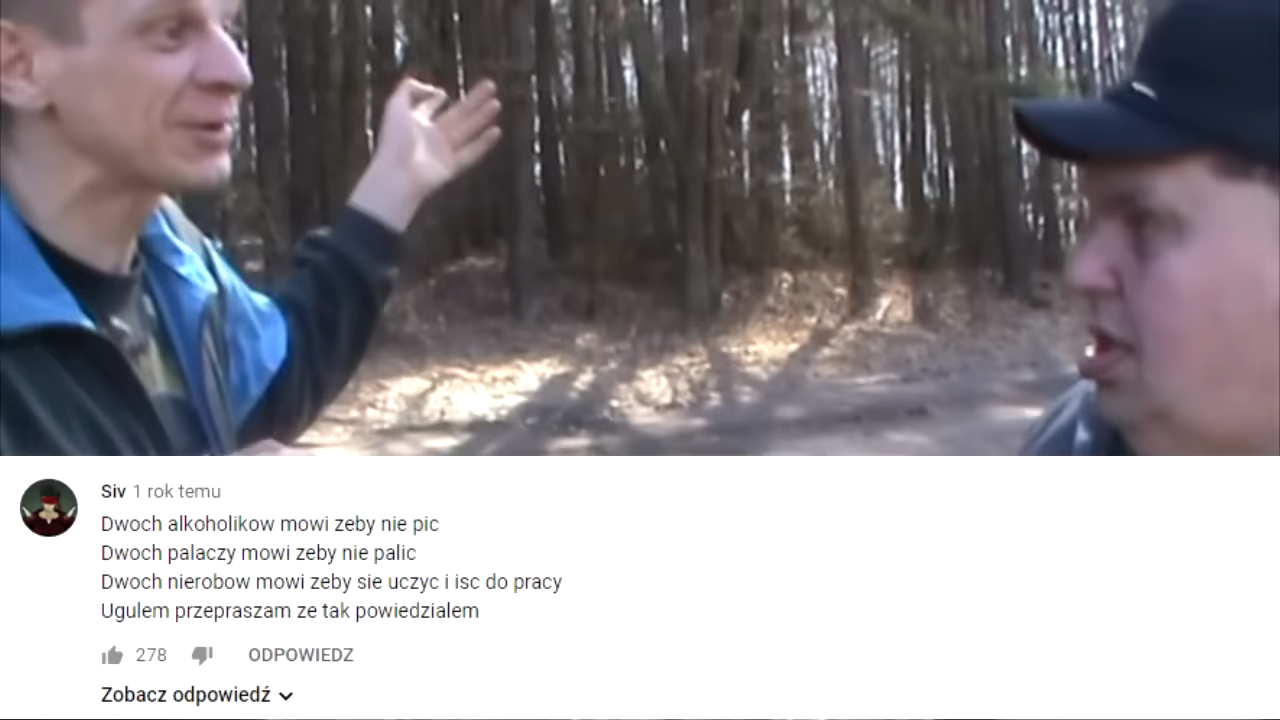 Siv 1 rok temu
Dwoch alkoholikow mowi zeby nie pic
Dwoch palaczy mowi zeby nie palic
Dwoch nierobow mowi zeby sie uczyc i isc do pracy
Ugulem przepraszam ze tak powiedzialem
278 ODPOWIEDZ
Zobacz odpowiedź